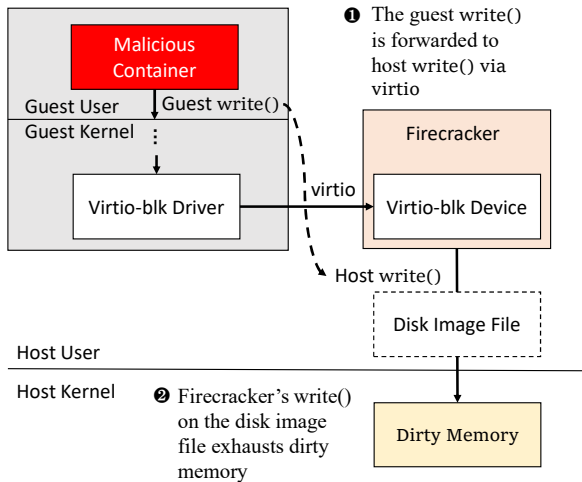 Malicious
Container
❶ The guest write()
is forwarded to
host write() via
virtio
Guest User
Guest write()
Guest Kernel
⋮
Firecracker
Virtio-blk Driver
virtio
Virtio-blk Device
Host write()
Disk Image File
Host User
Host Kernel
❷ Firecracker's write()
on the disk image
file exhausts dirty
memory
Dirty Memory